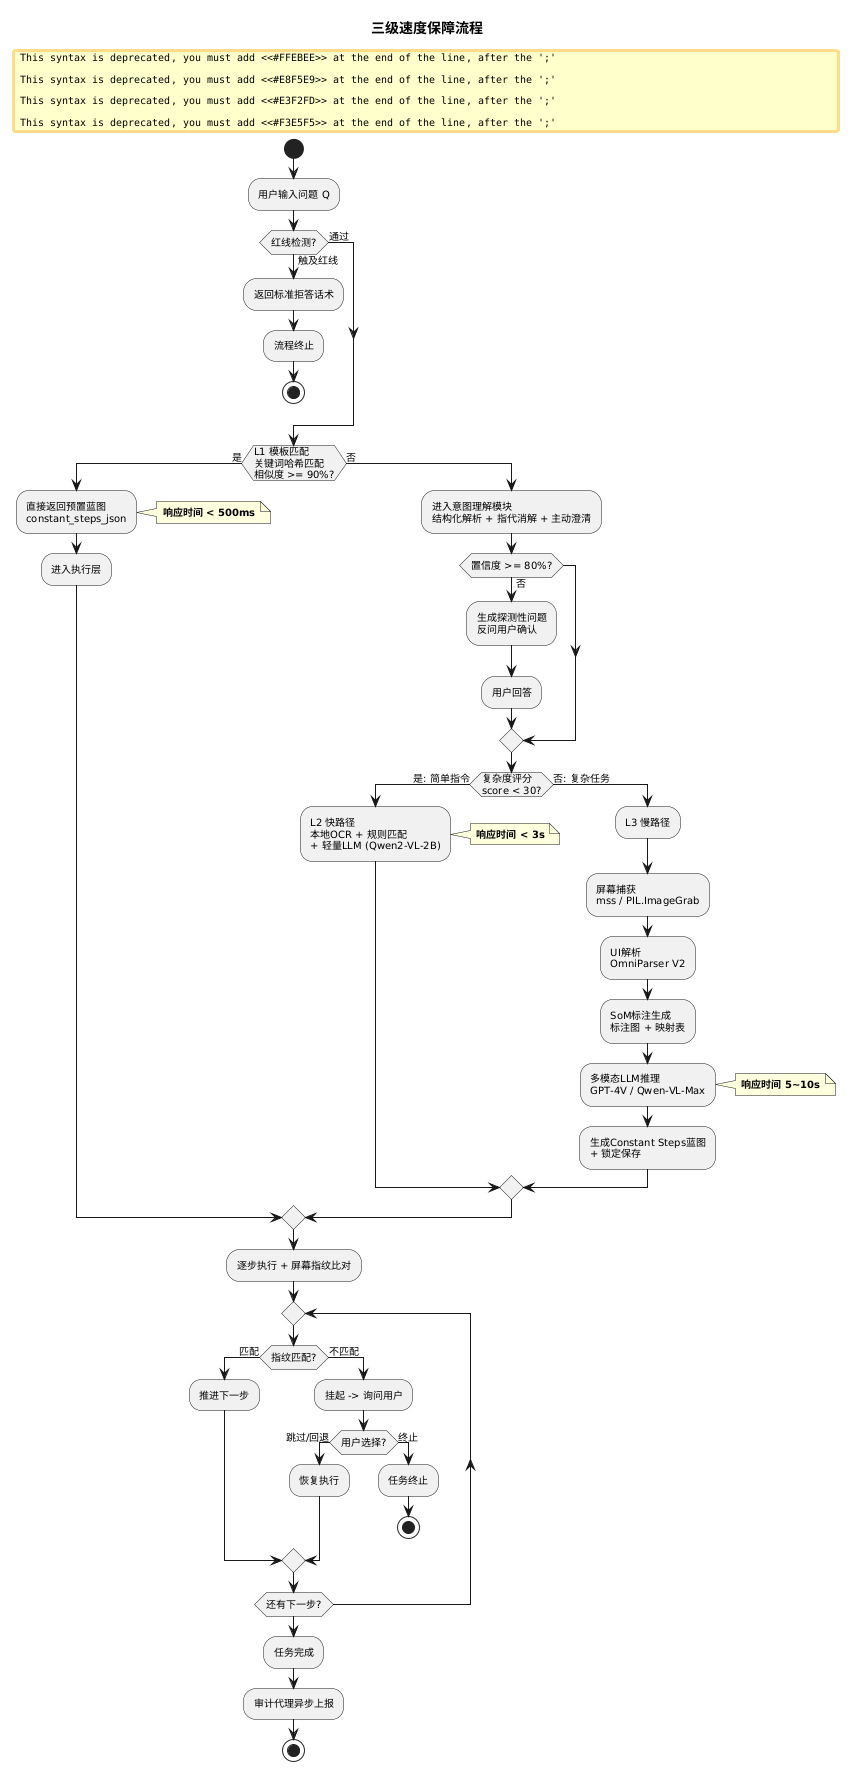 三级速度保障流程
This syntax is deprecated, you must add <<#FFEBEE>> at the end of the line, after the ';'
This syntax is deprecated, you must add <<#E8F5E9>> at the end of the line, after the ';'
This syntax is deprecated, you must add <<#E3F2FD>> at the end of the line, after the ';'
This syntax is deprecated, you must add <<#F3E5F5>> at the end of the line, after the ';'
用户输入问题 Q
红线检测?
通过
触及红线
返回标准拒答话术
流程终止
L1 模板匹配
关键词哈希匹配
相似度 >= 90%?
是
否
直接返回预置蓝图
constant_steps_json
响应时间 < 500ms
进入执行层
进入意图理解模块
结构化解析 + 指代消解 + 主动澄清
置信度 >= 80%?
否
生成探测性问题
反问用户确认
用户回答
复杂度评分
score < 30?
是: 简单指令
否: 复杂任务
L2 快路径
本地OCR + 规则匹配
+ 轻量LLM (Qwen2-VL-2B)
响应时间 < 3s
L3 慢路径
屏幕捕获
mss / PIL.ImageGrab
UI解析
OmniParser V2
SoM标注生成
标注图 + 映射表
多模态LLM推理
GPT-4V / Qwen-VL-Max
响应时间 5~10s
生成Constant Steps蓝图
+ 锁定保存
逐步执行 + 屏幕指纹比对
指纹匹配?
匹配
不匹配
推进下一步
挂起 -> 询问用户
用户选择?
跳过/回退
终止
恢复执行
任务终止
还有下一步?
任务完成
审计代理异步上报